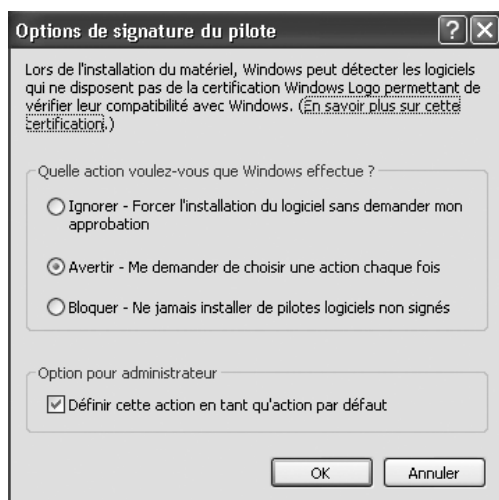 Options de signature du pilote
Lors de l'installation du matériel, Windows peut détecter les logiciels
qui ne disposent pas de la certification Windows Logo permettant de
vérifier leur compatibilité avec Windows. (En savoir plus sur cette
certification.)
Quelle action voulez-vous que Windows effectue ?
Ignorer - Forcer l'installation du logiciel sans demander mon
approbation
Avertir - Me demander de choisir une action chaque fois
Bloquer - Ne jamais installer de pilotes logiciels non signés
Option pour administrateur
Définir cette action en tant qu'action par défaut
OK Annuler